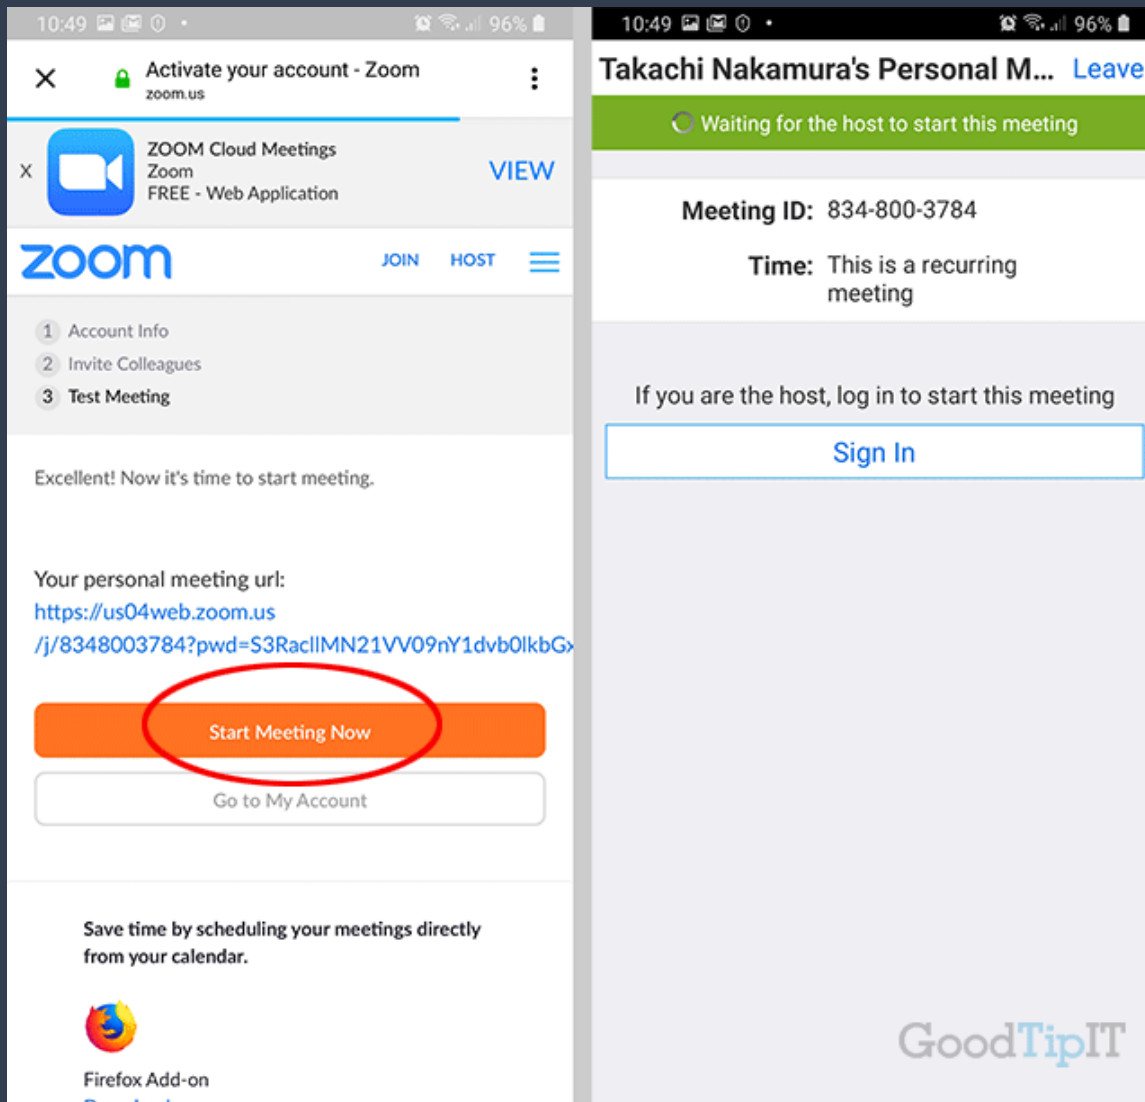 10:49
96%
Activate your account - Zoom
zoom.us
X
ZOOM Cloud Meetings
Zoom
FREE - Web Application
VIEW
zoom
JOIN HOST
1 Account Info
2 Invite Colleagues
3 Test Meeting
Excellent! Now it's time to start meeting.
Your personal meeting url:
https://us04web.zoom.us
Start Meeting Now
Go to My Account
Save time by scheduling your meetings directly
from your calendar.
Firefox Add-on
10:49
96%
Takachi Nakamura's Personal M... Leave
Waiting for the host to start this meeting
Meeting ID: 834-800-3784
Time: This is a recurring
meeting
If you are the host, log in to start this meeting
Sign In
GoodTipIT